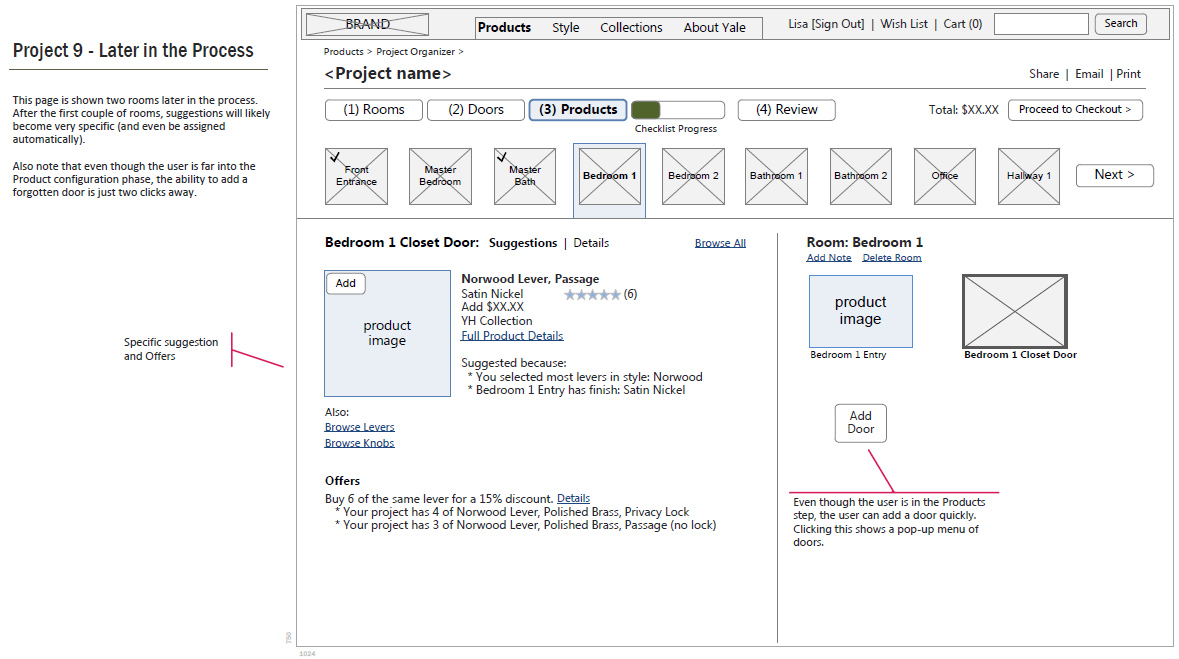 Project 9 - Later in the Process
This page is shown two rooms later in the process.
After the first couple of rooms, suggestions will likely
become very specific (and even be assigned
automatically).
Also note that even though the user is far into the
Product configuration phase, the ability to add a
forgotten door is just two clicks away.
BRAND
Products Style Collections About Yale
Lisa [Sign Out] | Wish List | Cart (0)
Search
Products > Project Organizer >
<Project name>
Share | Email | Print
(1) Rooms
(2) Doors
(3) Products
Checklist Progress
(4) Review
Total: $XX.XX
Proceed to Checkout >
Front
Entrance
Master
Bedroom
Master
Bath
Bedroom 1
Bedroom 2
Bathroom 1
Bathroom 2
Office
Hallway 1
Next >
Bedroom 1 Closet Door: Suggestions | Details
Browse All
Add
product
image
Norwood Lever, Passage
Satin Nickel (6)
Add $XX.XX
YH Collection
Full Product Details
Suggested because:
* You selected most levers in style: Norwood
* Bedroom 1 Entry has finish: Satin Nickel
Specific suggestion
and Offers
Also:
Browse Levers
Browse Knobs
Offers
Buy 6 of the same lever for a 15% discount. Details
* Your project has 4 of Norwood Lever, Polished Brass, Privacy Lock
* Your project has 3 of Norwood Lever, Polished Brass, Passage (no lock)
Room: Bedroom 1
Add Note Delete Room
product
image
Bedroom 1 Entry
Bedroom 1 Closet Door
Add
Door
Even though the user is in the Products
step, the user can add a door quickly.
Clicking this shows a pop-up menu of
doors.
750
1024